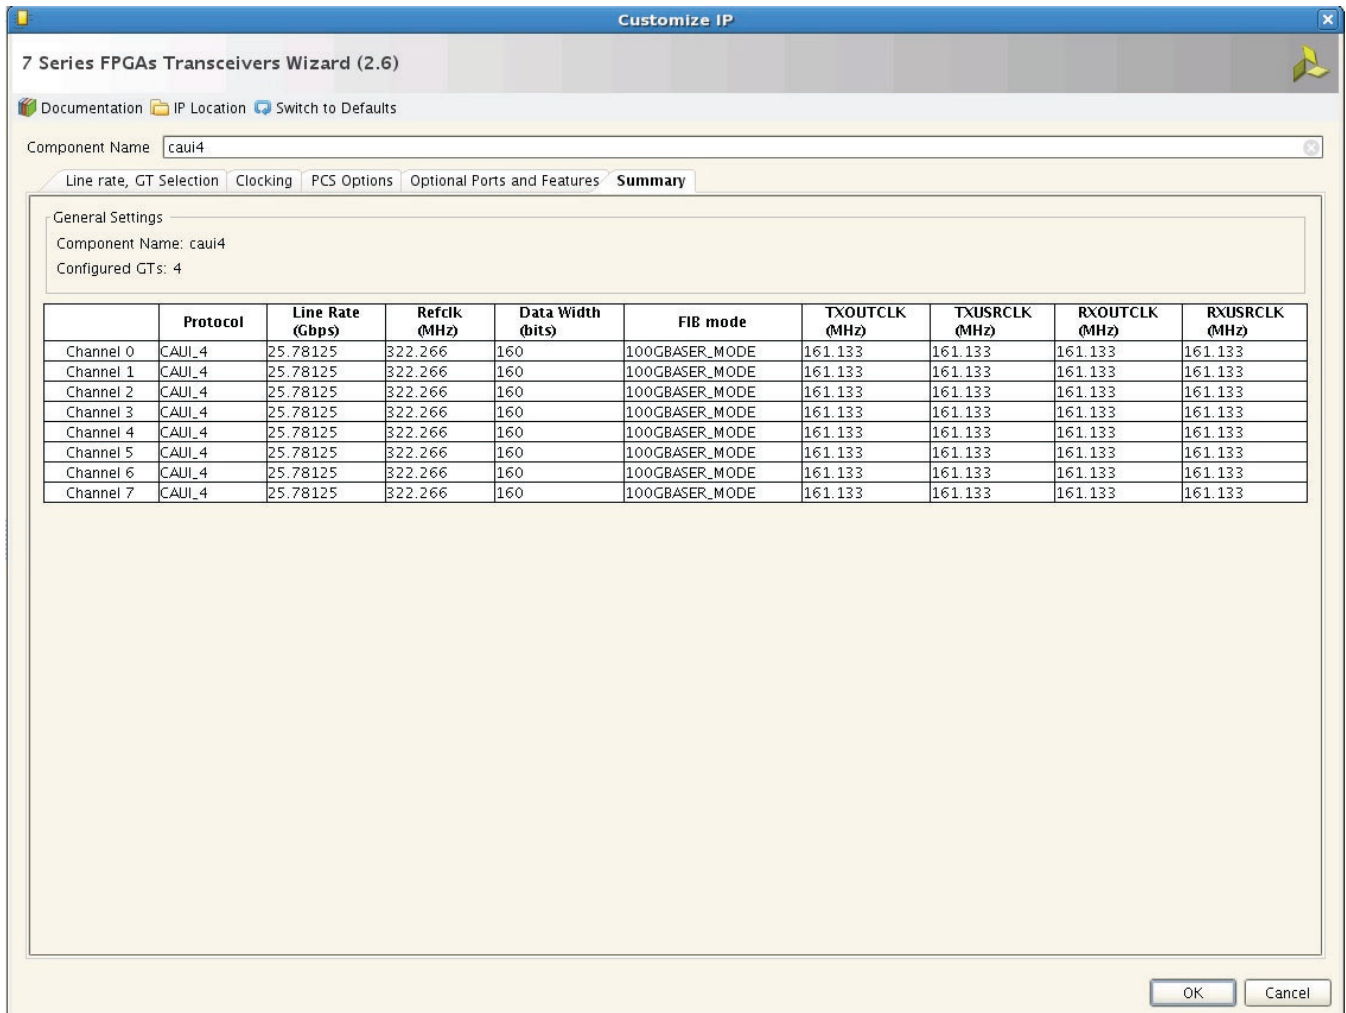 Customize IP
7 Series FPGAs Transceivers Wizard (2.6)
Documentation IP Location Switch to Defaults
Component Name caui4
Line rate, GT Selection Clocking PCS Options Optional Ports and Features Summary
General Settings
Component Name: caui4
Configured GTs: 4
Protocol Line Rate (Gbps) Refclk (MHz) Data Width (bits) FIB mode TXOUTCLK (MHz) TXUSRCLK (MHz) RXOUTCLK (MHz) RXUSRCLK (MHz)
Channel 0 CAUI_4 25.78125 322.266 160 100GBASER_MODE 161.133 161.133 161.133 161.133
Channel 1 CAUI_4 25.78125 322.266 160 100GBASER_MODE 161.133 161.133 161.133 161.133
Channel 2 CAUI_4 25.78125 322.266 160 100GBASER_MODE 161.133 161.133 161.133 161.133
Channel 3 CAUI_4 25.78125 322.266 160 100GBASER_MODE 161.133 161.133 161.133 161.133
Channel 4 CAUI_4 25.78125 322.266 160 100GBASER_MODE 161.133 161.133 161.133 161.133
Channel 5 CAUI_4 25.78125 322.266 160 100GBASER_MODE 161.133 161.133 161.133 161.133
Channel 6 CAUI_4 25.78125 322.266 160 100GBASER_MODE 161.133 161.133 161.133 161.133
Channel 7 CAUI_4 25.78125 322.266 160 100GBASER_MODE 161.133 161.133 161.133 161.133
OK Cancel